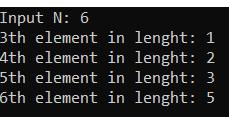 Input N: 6
3th element in lenght: 1
4th element in lenght: 2
5th element in lenght: 3
6th element in lenght: 5